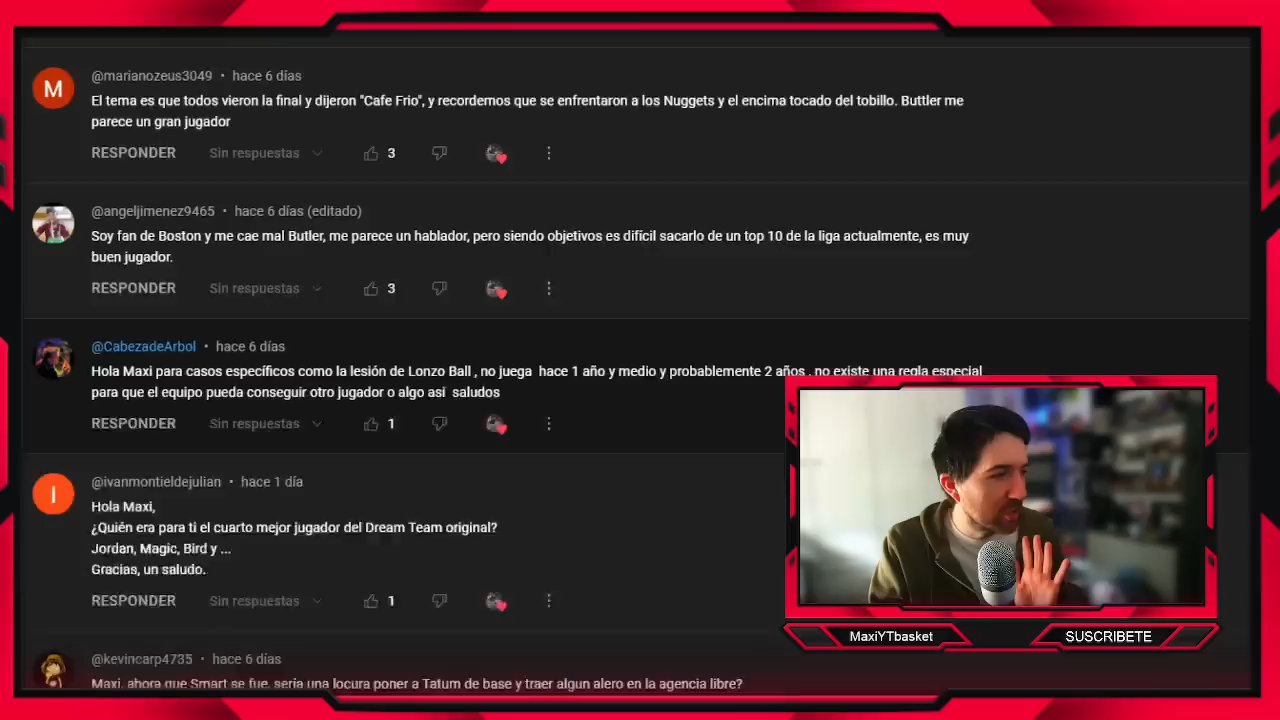 @marianozeus3049 • hace 6 días
M
El tema es que todos vieron la final y dijeron "Cafe Frio", y recordemos que se enfrentaron a los Nuggets y el encima tocado del tobillo. Buttler me
parece un gran jugador
RESPONDER Sin respuestas 3
@angeljimenez9465 • hace 6 días (editado)
Soy fan de Boston y me cae mal Butler, me parece un hablador, pero siendo objetivos es difícil sacarlo de un top 10 de la liga actualmente, es muy
buen jugador.
RESPONDER Sin respuestas 3
@CabezadeArbol • hace 6 días
Hola Maxi para casos específicos como la lesión de Lonzo Ball , no juega hace 1 año y medio y probablemente 2 años , no existe una regla especial
para que el equipo pueda conseguir otro jugador o algo asi saludos
RESPONDER Sin respuestas 1
@ivanmontieldejulian • hace 1 día
I
Hola Maxi,
¿Quién era para ti el cuarto mejor jugador del Dream Team original?
Jordan, Magic, Bird y ...
Gracias, un saludo.
RESPONDER Sin respuestas 1
@kevincarp4735 • hace 6 días
Maxi, ahora que Smart se fue, seria una locura poner a Tatum de base y traer algun alero en la agencia libre?
MaxiYTbasket
SUSCRIBETE